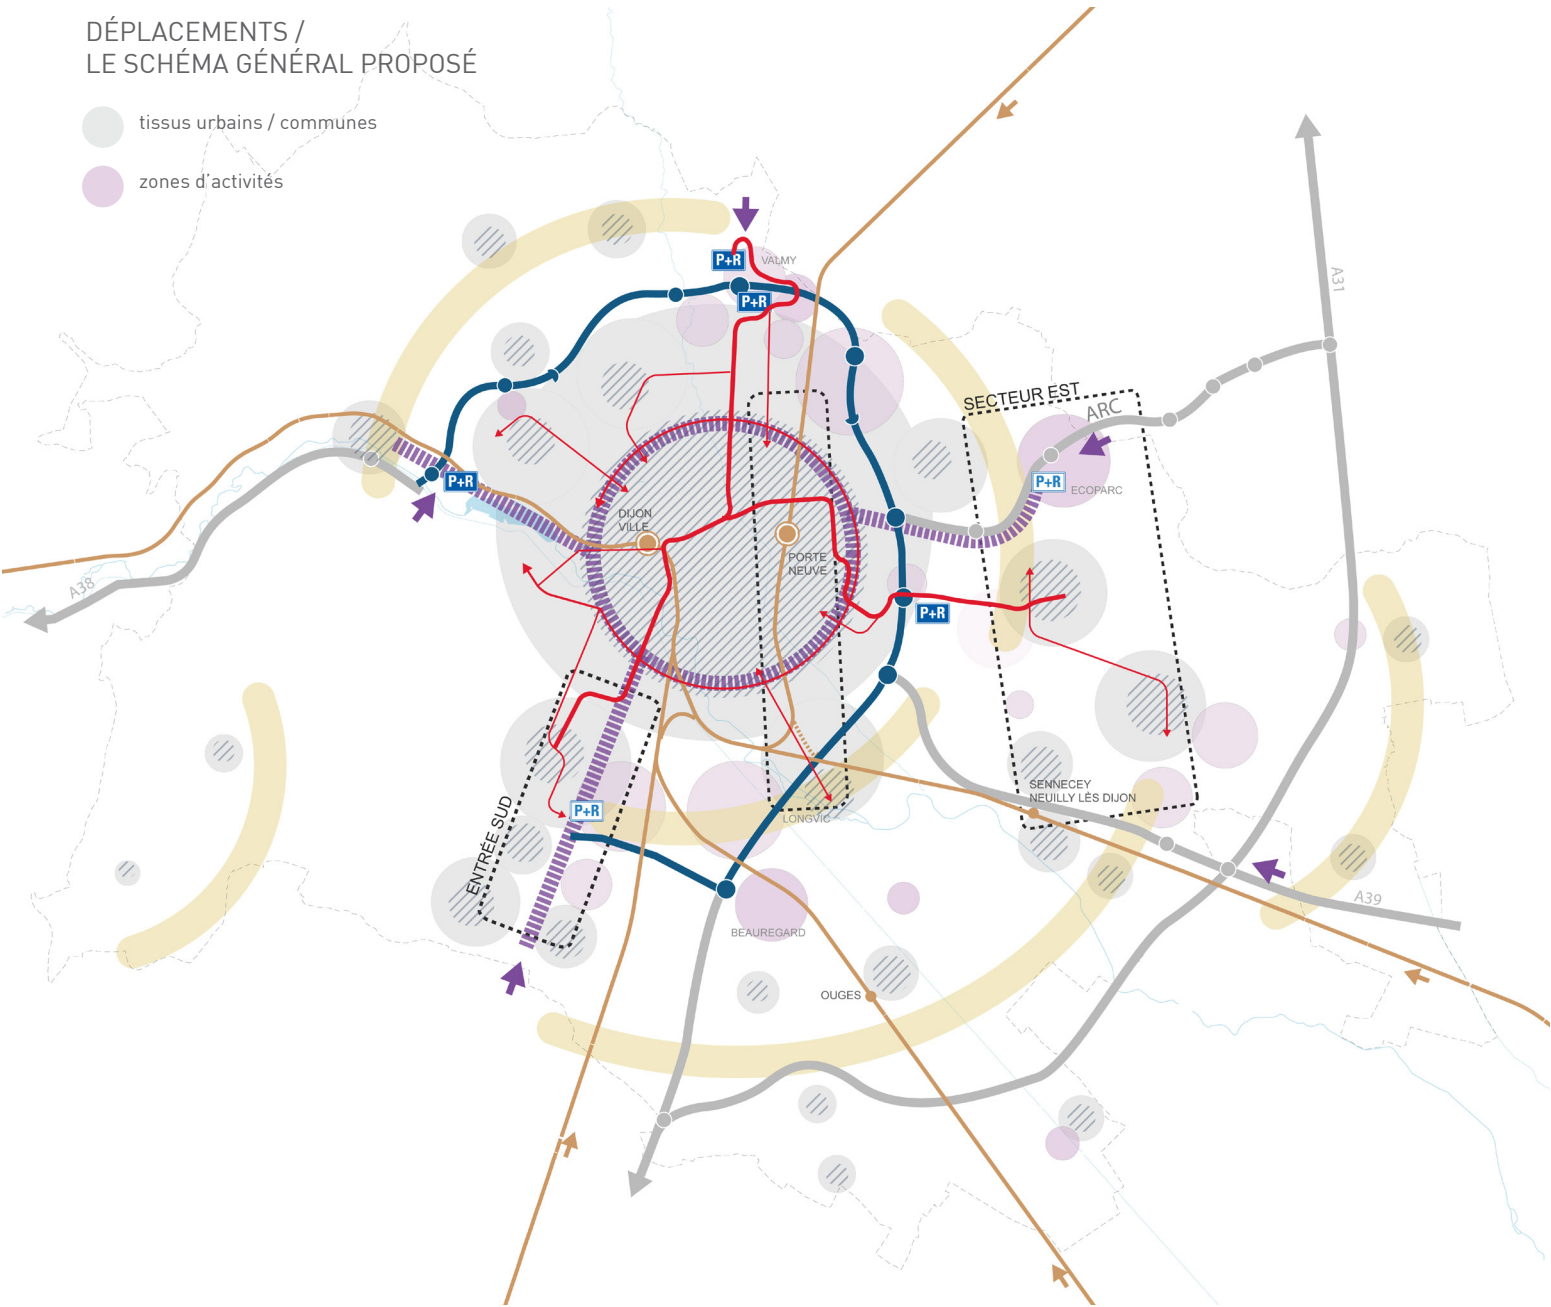 DÉPLACEMENTS /
LE SCHÉMA GÉNÉRAL PROPOSÉ
tissus urbains / communes
zones d'activités
P+R
VALMY
P+R
A31
SECTEUR EST
ARC
P+R
P+R
ECOPARC
DIJON
VILLE
PORTE
NEUVE
A38
P+R
SENNECEY
NEUILLY LÈS DIJON
P+R
LONGVIC
ENTRÉE SUD
A39
BEAUREGARD
OUGES